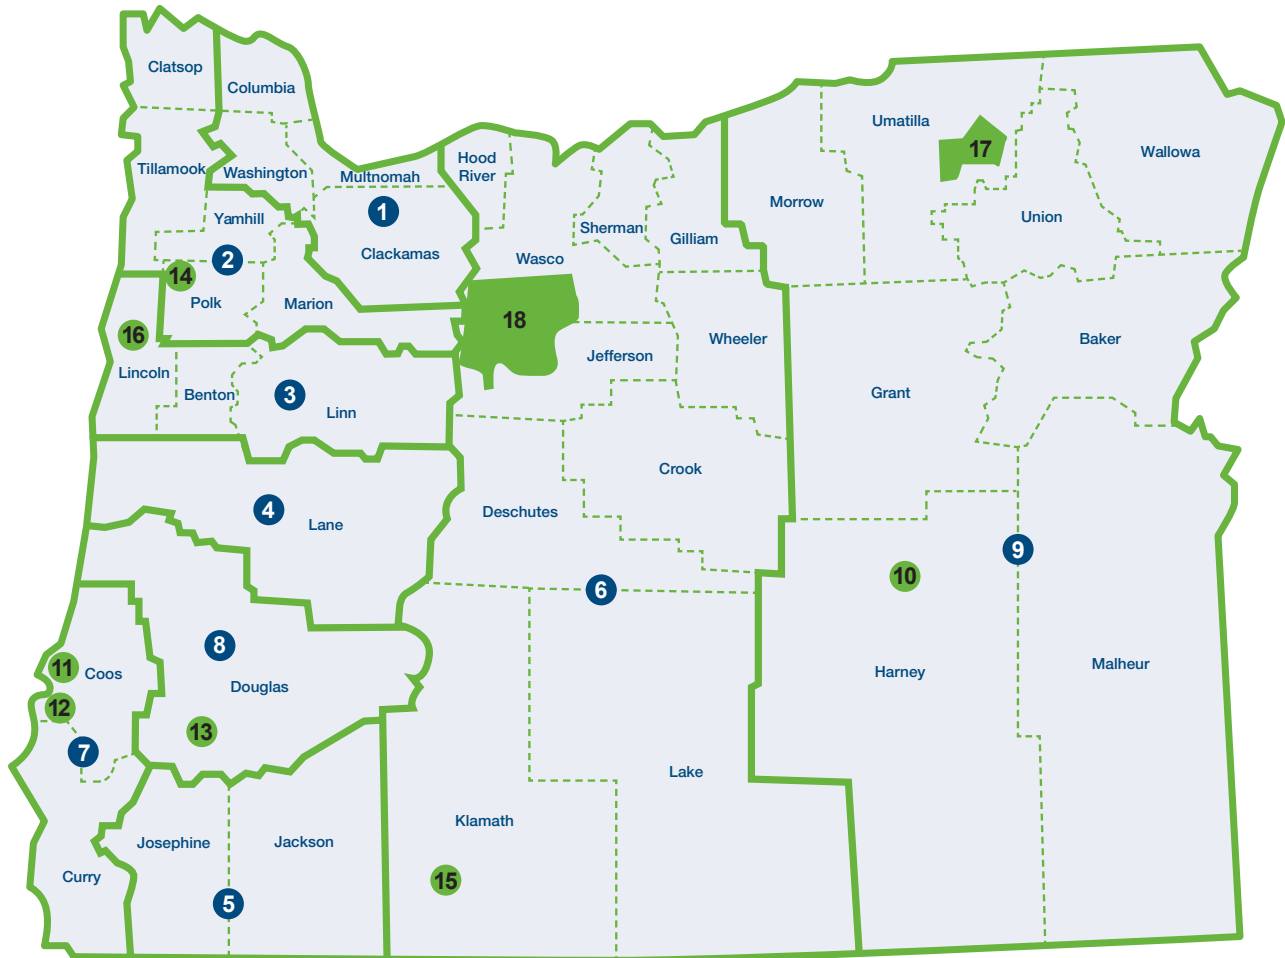 Clatsop
Columbia
Tillamook
Washington
Multnomah
Hood
River
Umatilla
17
Wallowa
Morrow
Union
Yamhill
1
Clackamas
Sherman
Gilliam
Wasco
2
14
Polk
Marion
18
16
Lincoln
Benton
3
Linn
Jefferson
Wheeler
Baker
Grant
Crook
Deschutes
4
Lane
6
9
10
8
Douglas
11
Coos
12
13
7
Harney
Malheur
Lake
Klamath
Josephine
Jackson
Curry
5
15